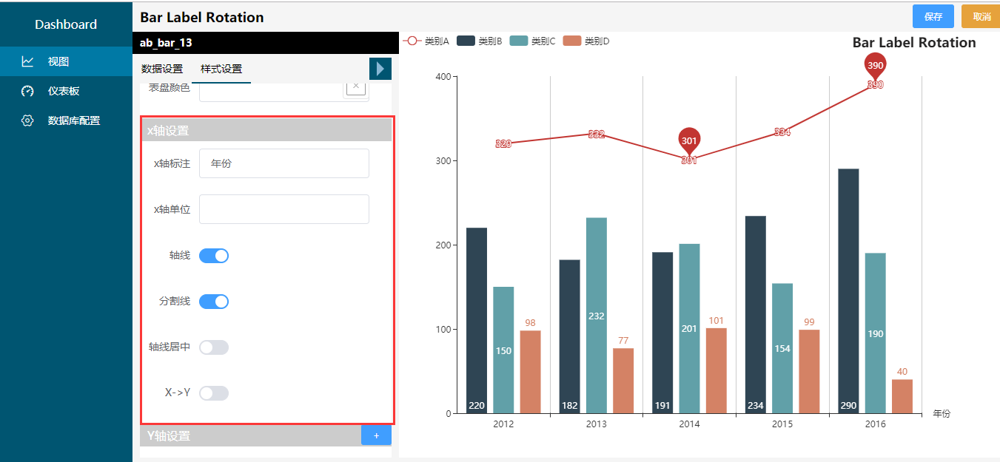 Dashboard
视图
仪表板
数据库配置
Bar Label Rotation
保存
取消
ab_bar_13
数据设置 样式设置
表盘颜色
×
x轴设置
x轴标注 年份
x轴单位
轴线
分割线
轴线居中
X->Y
Y轴设置 +
类别A 类别B 类别C 类别D
Bar Label Rotation
400
300
200
100
0
390
390
320
332
301
301
334
220
150
98
182
232
77
191
201
101
234
154
99
290
190
40
2012 2013 2014 2015 2016
年份